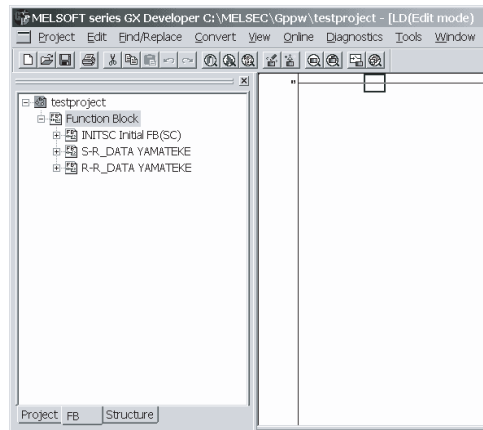 MELSOFT series GX Developer C:\MELSEC\Gppw\testproject - [LD(Edit mode)
Project Edit Find/Replace Convert View Online Diagnostics Tools Window
testproject
Function Block
INITSC Initial FB(SC)
S-R_DATA YAMATEKE
R-R_DATA YAMATEKE
Project FB Structure